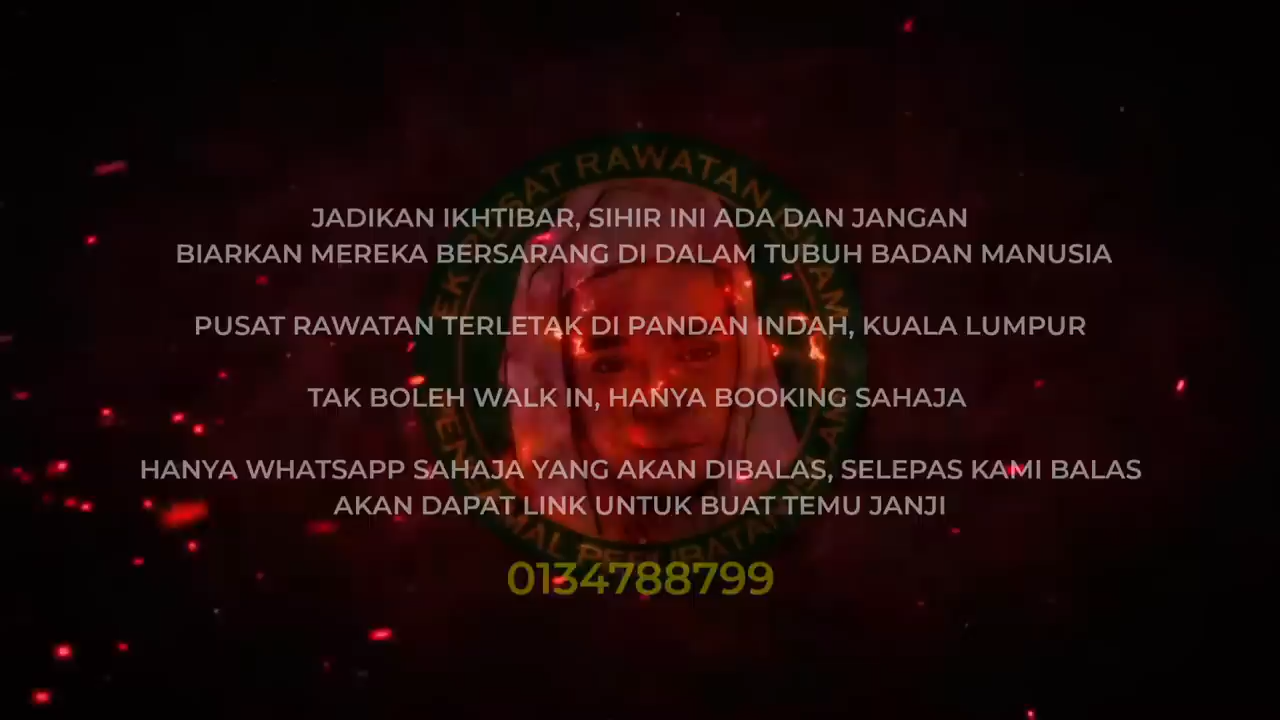 PUSAT RAWATAN
JADIKAN IKHTIBAR, SIHIR INI ADA DAN JANGAN
BIARKAN MEREKA BERSARANG DI DALAM TUBUH BADAN MANUSIA
PUSAT RAWATAN TERLETAK DI PANDAN INDAH, KUALA LUMPUR
TAK BOLEH WALK IN, HANYA BOOKING SAHAJA
HANYA WHATSAPP SAHAJA YANG AKAN DIBALAS, SELEPAS KAMI BALAS
AKAN DAPAT LINK UNTUK BUAT TEMU JANJI
0134788799